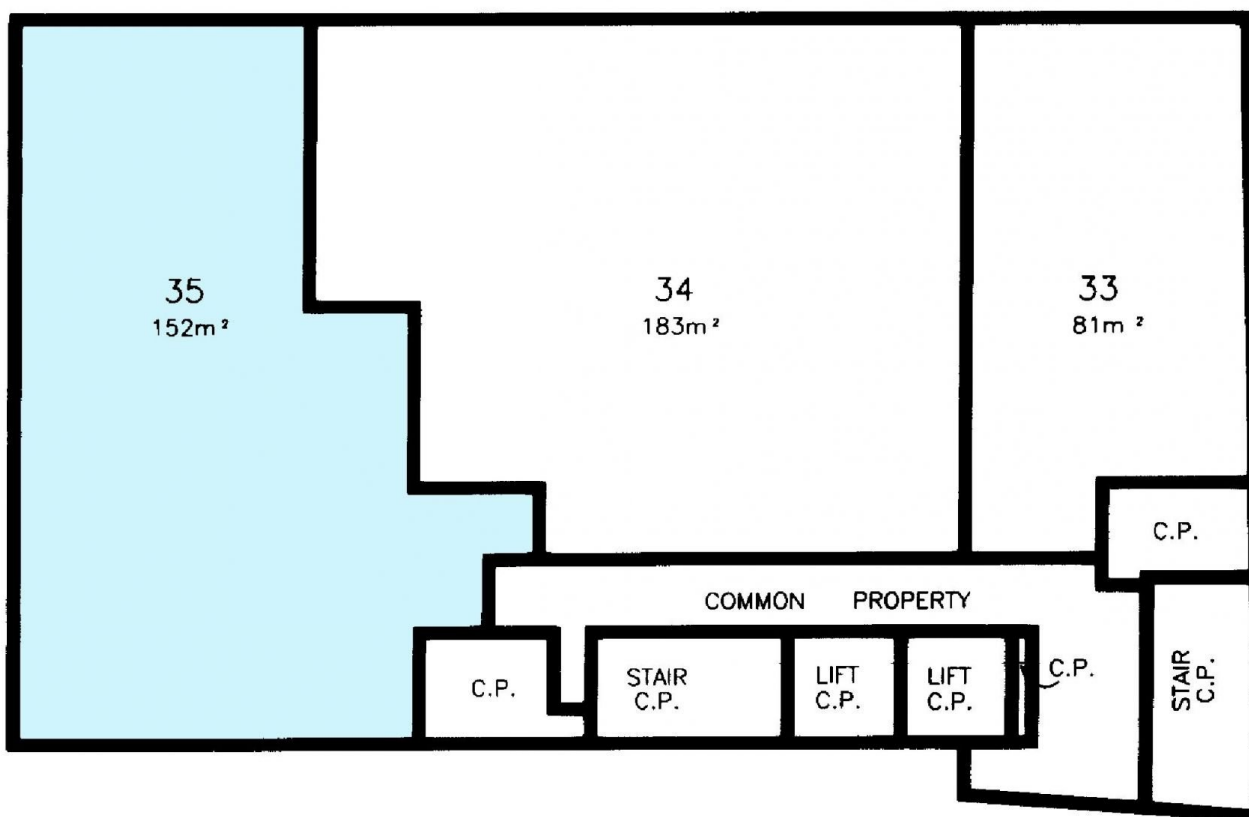 35
152m²
34
183m²
33
81m²
C.P.
COMMON PROPERTY
C.P.
STAIR
C.P.
LIFT
C.P.
LIFT
C.P.
C.P.
STAIR
C.P.